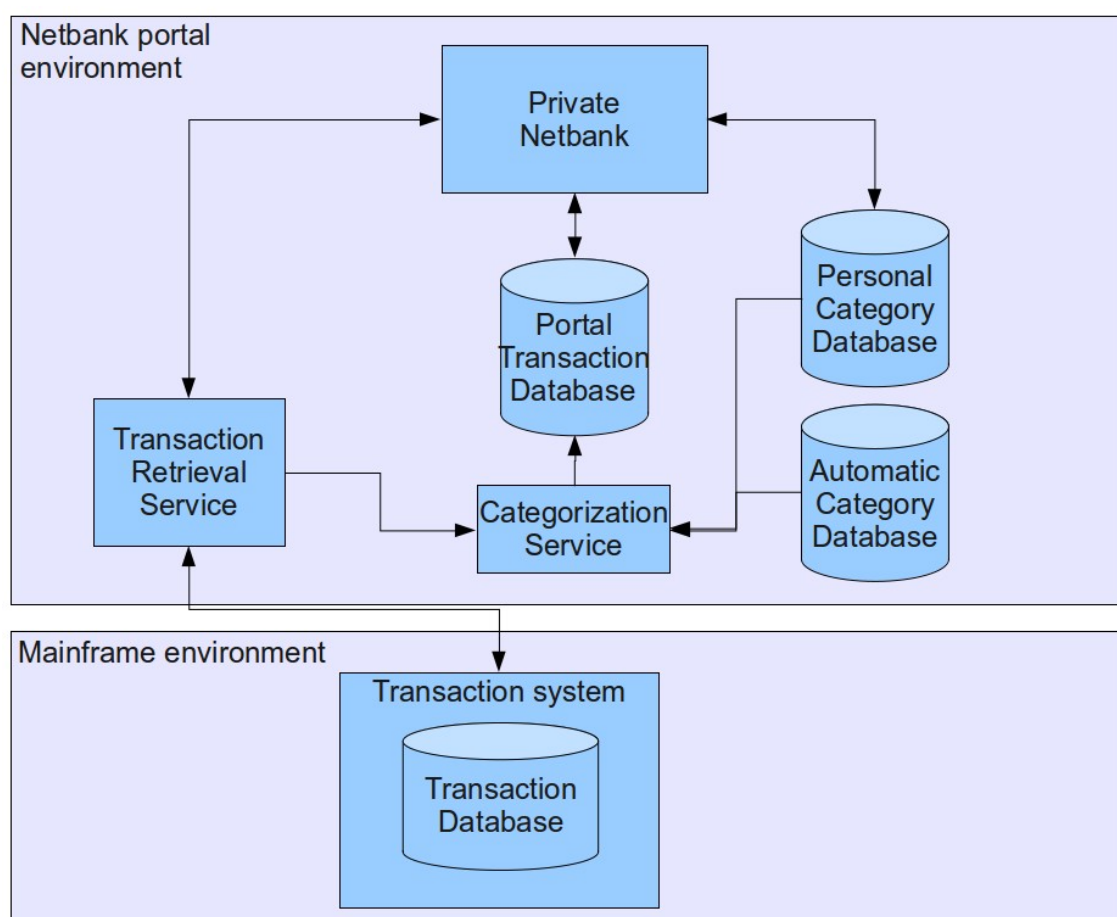 Netbank portal
environment
Private
Netbank
Personal
Category
Database
Portal
Transaction
Database
Transaction
Retrieval
Service
Automatic
Category
Database
Categorization
Service
Mainframe environment
Transaction system
Transaction
Database